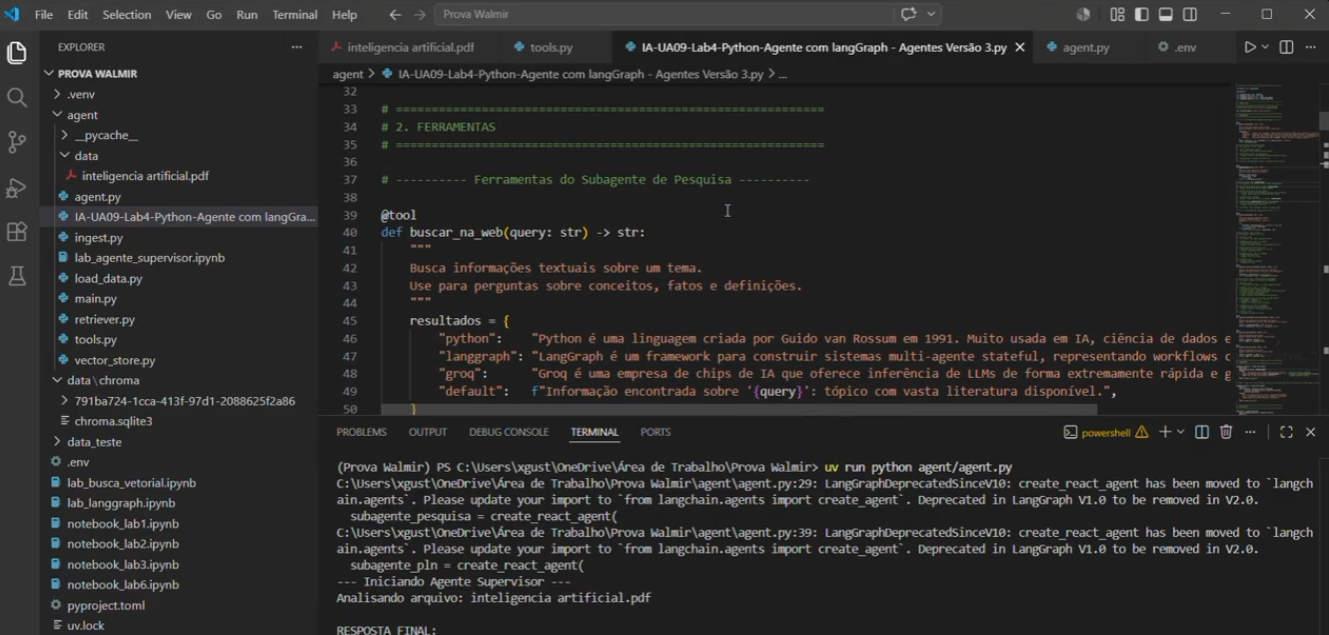 File Edit Selection View Go Run Terminal Help
Prova Walmir
EXPLORER
PROVA WALMIR
.venv
agent
__pycache__
data
inteligencia artificial.pdf
agent.py
IA-UA09-Lab4-Python-Agente com langGra...
ingest.py
lab_agente_supervisor.ipynb
load_data.py
main.py
retriever.py
tools.py
vector_store.py
data\chroma
791ba724-1cca-413f-97d1-2088625f2a86
chroma.sqlite3
data_teste
.env
lab_busca_vetorial.ipynb
lab_langgraph.ipynb
notebook_lab1.ipynb
notebook_lab2.ipynb
notebook_lab3.ipynb
notebook_lab6.ipynb
pyproject.toml
uv.lock
inteligencia artificial.pdf tools.py IA-UA09-Lab4-Python-Agente com langGraph - Agentes Versão 3.py agent.py .env
agent > IA-UA09-Lab4-Python-Agente com langGraph - Agentes Versão 3.py > ...
32
33 # ============================================================
34 # 2. FERRAMENTAS
35 # ============================================================
36
37 # ---------- Ferramentas do Subagente de Pesquisa ----------
38
39 @tool
40 def buscar_na_web(query: str) -> str:
41 """
42 Busca informações textuais sobre um tema.
43 Use para perguntas sobre conceitos, fatos e definições.
44 """
45 resultados = {
46 "python": "Python é uma linguagem criada por Guido van Rossum em 1991. Muito usada em IA, ciência de dados e
47 "langgraph": "LangGraph é um framework para construir sistemas multi-agente stateful, representando workflows c
48 "groq": "Groq é uma empresa de chips de IA que oferece inferência de LLMs de forma extremamente rápida e g
49 "default": f"Informação encontrada sobre '{query}': tópico com vasta literatura disponível.",
50 }
PROBLEMS OUTPUT DEBUG CONSOLE TERMINAL PORTS
powershell
(Prova Walmir) PS C:\Users\xgust\OneDrive\Área de Trabalho\Prova Walmir> uv run python agent/agent.py
C:\Users\xgust\OneDrive\Área de Trabalho\Prova Walmir\agent\agent.py:29: LangGraphDeprecatedSinceV10: create_react_agent has been moved to `langch
ain.agents`. Please update your import to `from langchain.agents import create_agent`. Deprecated in LangGraph V1.0 to be removed in V2.0.
subagente_pesquisa = create_react_agent(
C:\Users\xgust\OneDrive\Área de Trabalho\Prova Walmir\agent\agent.py:39: LangGraphDeprecatedSinceV10: create_react_agent has been moved to `langch
ain.agents`. Please update your import to `from langchain.agents import create_agent`. Deprecated in LangGraph V1.0 to be removed in V2.0.
subagente_pln = create_react_agent(
--- Iniciando Agente Supervisor ---
Analisando arquivo: inteligencia artificial.pdf
RESPOSTA FINAL: